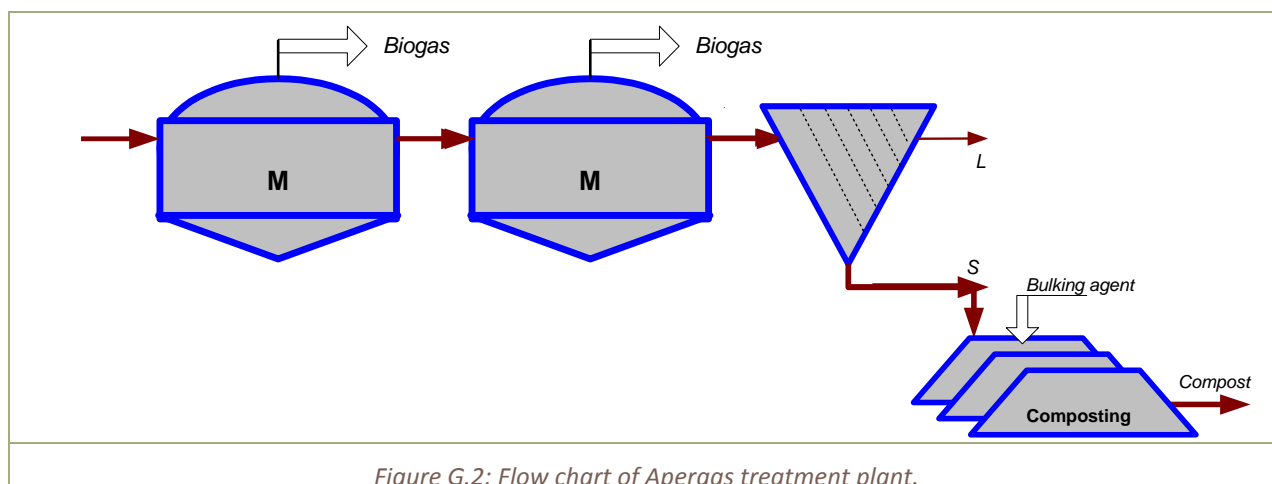 Biogas
Biogas
M
M
L
S
Bulking agent
Compost
Composting
Figure G.2: Flow chart of Apergas treatment plant.